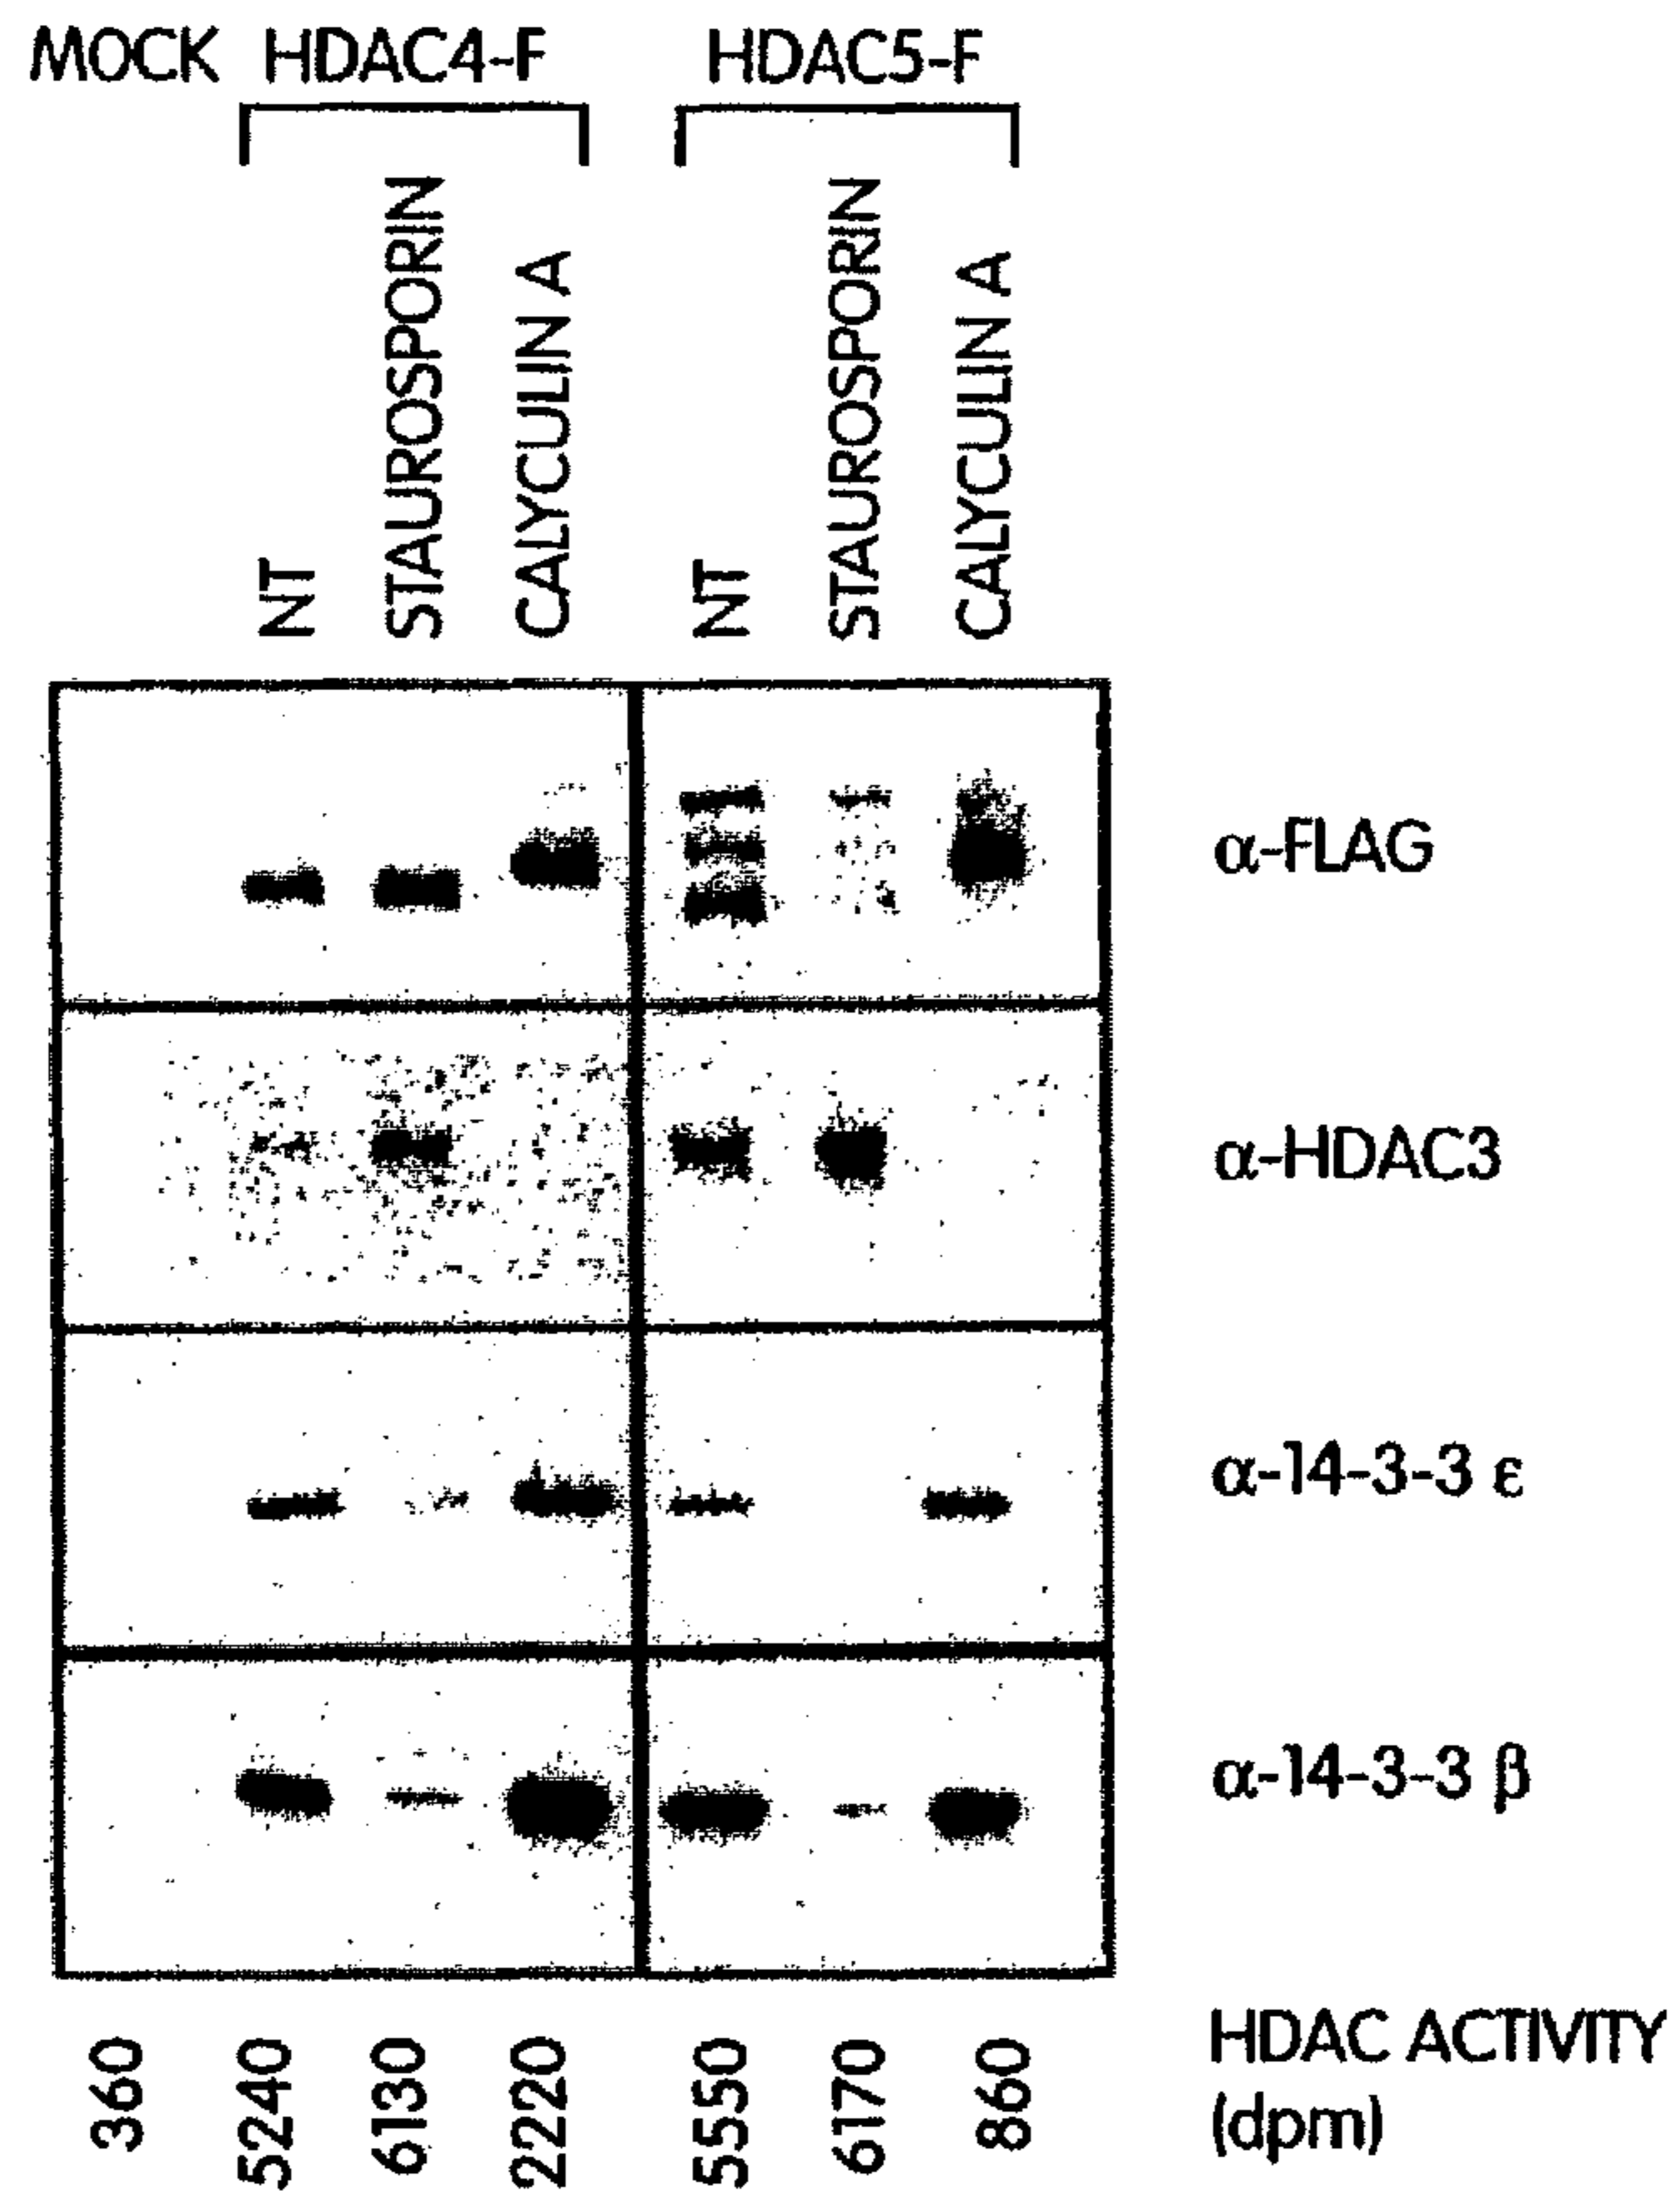 MOCK HDAC4-F HDAC5-F
NT STAUROSPORIN CALYCULIN A NT STAUROSPORIN CALYCULIN A
α-FLAG
α-HDAC3
α-14-3-3 ε
α-14-3-3 β
360 5240 6130 2220 5550 6170 860
HDAC ACTIVITY
(dpm)